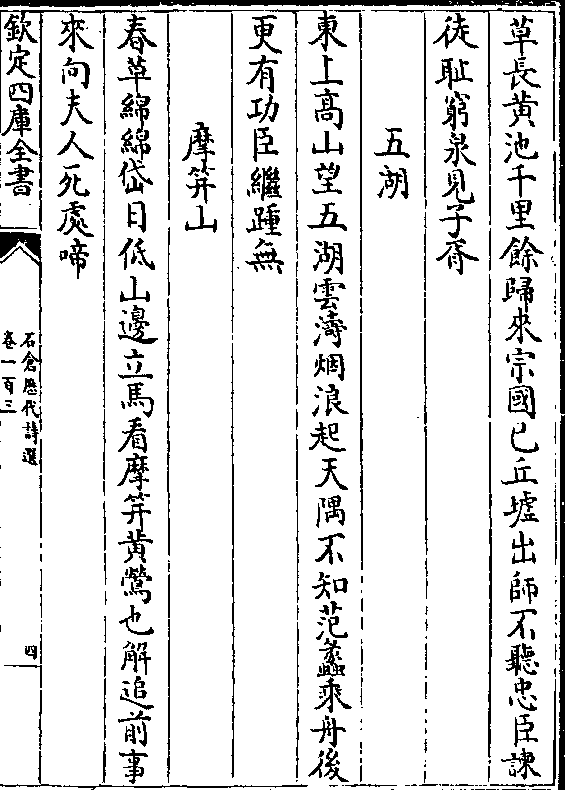 草長黄池千里餘歸來宗國已丘墟出師不聽忠臣諫
徒耻窮泉見子胥
五湖
東上髙山望五湖雲濤烟浪起天隅不知范蠡乘舟後
更有功臣繼踵無
摩笄山
春草綿綿岱日低山邊立馬看摩笄黄鶯也解追前事
來向夫人死處啼
欽定四庫全書
石倉歷代詩選
卷一百三
四